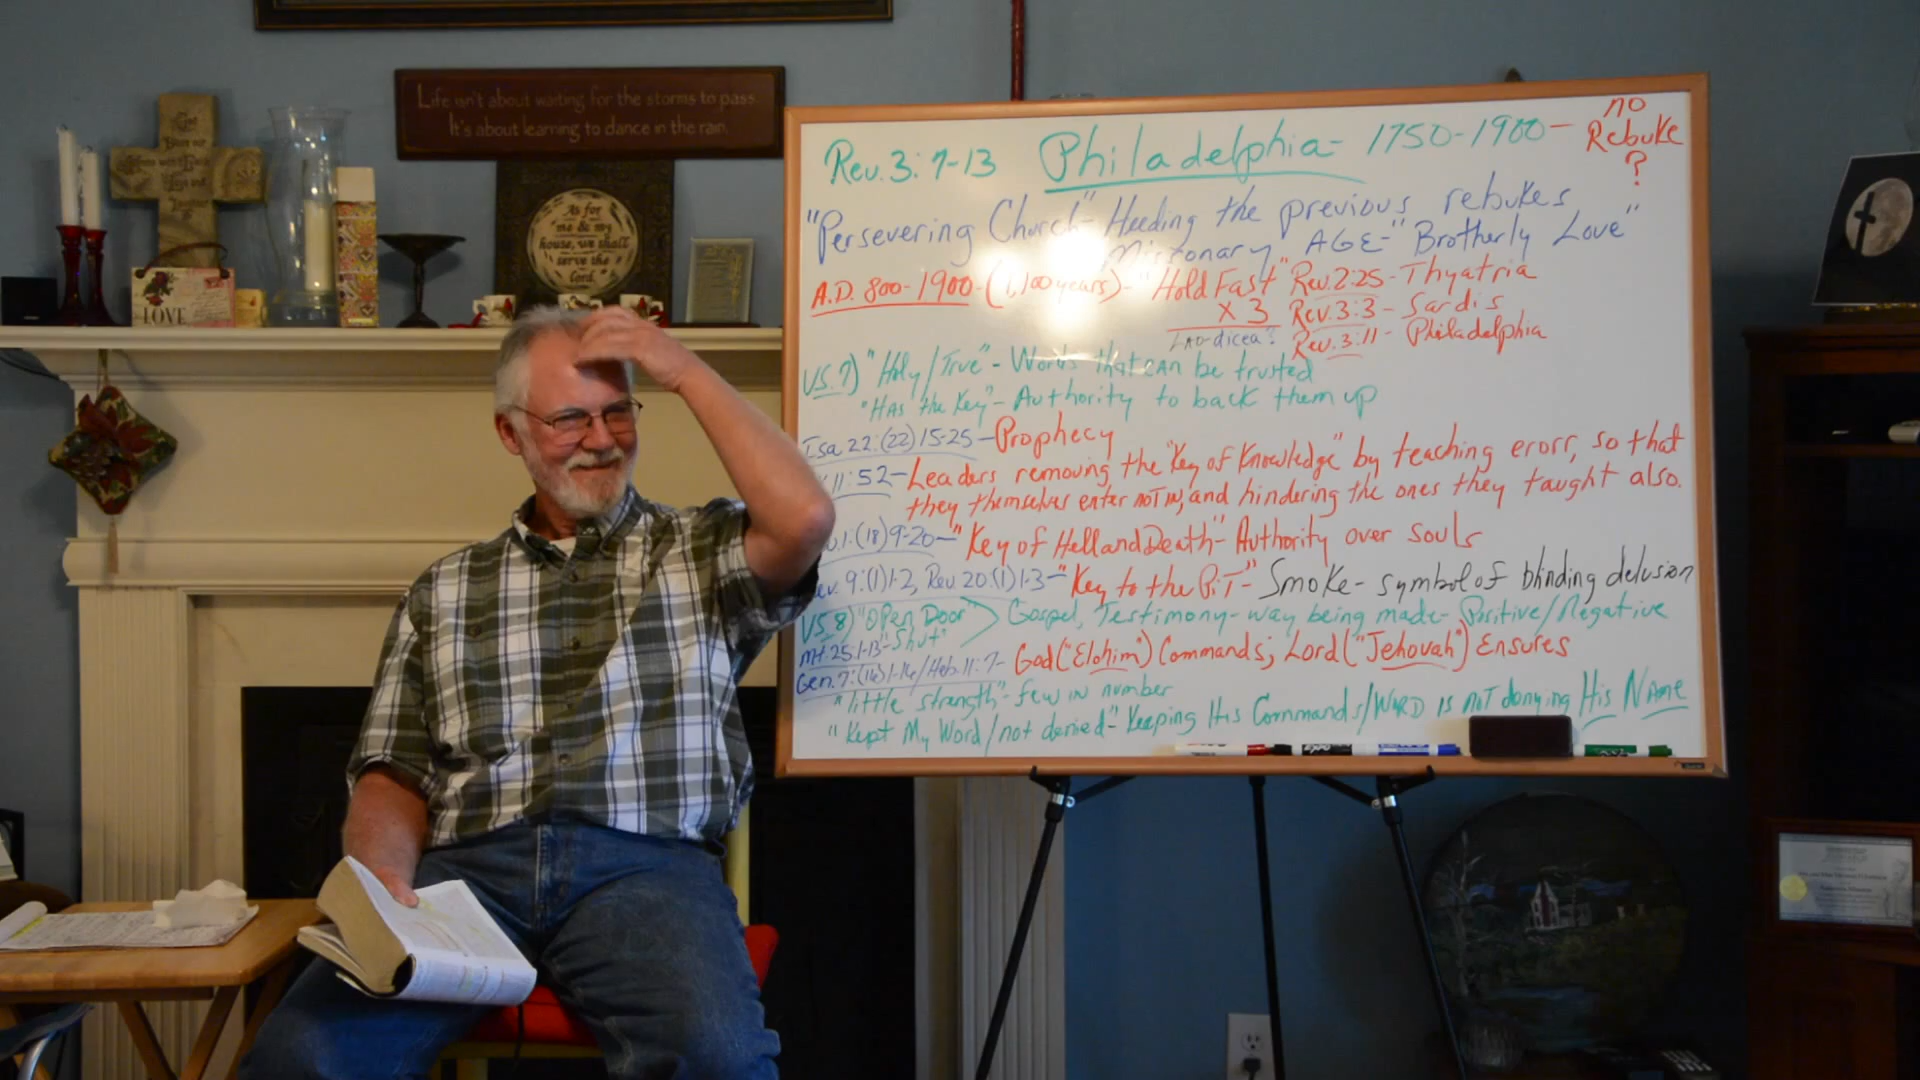 God
Bless our
LOVE
Life isn't about waiting for the storms to pass.
It's about learning to dance in the rain.
As for
me & my
house, we shall
serve the
Lord.
Rev. 3:7-13 Philadelphia- 1750-1900- no
Rebuke
?
"Persevering Church" Heeding the previous rebukes
Missionary AGE- "Brotherly Love"
A.D. 800-1900-(1,100 years)- "Hold Fast" Rev. 2:25- Thyatria
X 3 Rev. 3:3- Sardis
LAO-dicea? Rev. 3:11- Philadelphia
VS.7) "Holy/True"- Words that can be trusted
"HAs the Key"- Authority to back them up
Isa 22:(22) 15-25-Prophecy
11:52-Leaders removing the "Key of Knowledge" by teaching erorr, so that
they themselves enter not in, and hindering the ones they taught also.
1:(18)9-20-"Key of Hell and Death"- Authority over souls
ev. 9:(1)1-2, Rev 20:(1)1-3-"Key to the PiT"- Smoke- symbol of blinding delusion
VS.8) "OPen Door" > Gospel, Testimony- way being made- Positive/Negative
Mt. 25:1-13-"Shut"
Gen. 7:(16)1-16/Heb. 11:7- God("Elohim") Commands; Lord("Jehovah") Ensures
"little strength"- few in number
"Kept My Word/not denied"- Keeping His Commands/WORD is not denying His NAME
EXPO